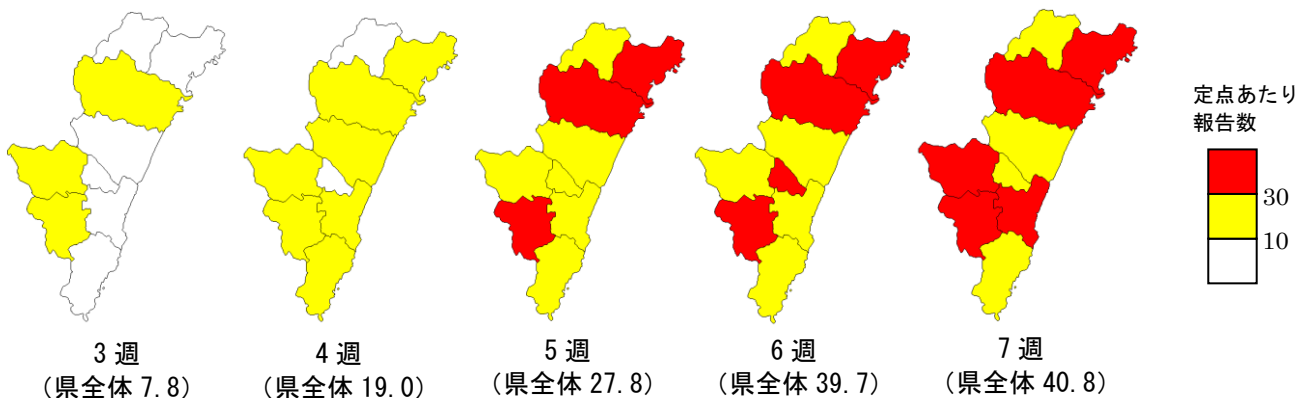 定点あたり
報告数
30
10
3週
(県全体 7.8)
4週
(県全体 19.0)
5週
(県全体 27.8)
6週
(県全体 39.7)
7週
(県全体 40.8)